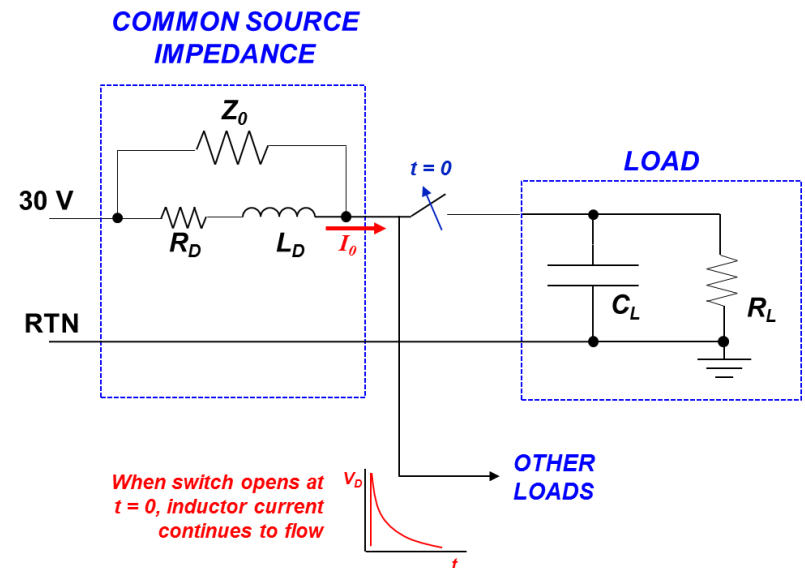 COMMON SOURCE
IMPEDANCE
Z0
t = 0
LOAD
30 V
RD
LD
I0
CL
RL
RTN
OTHER
LOADS
When switch opens at
t = 0, inductor current
continues to flow
VD
t